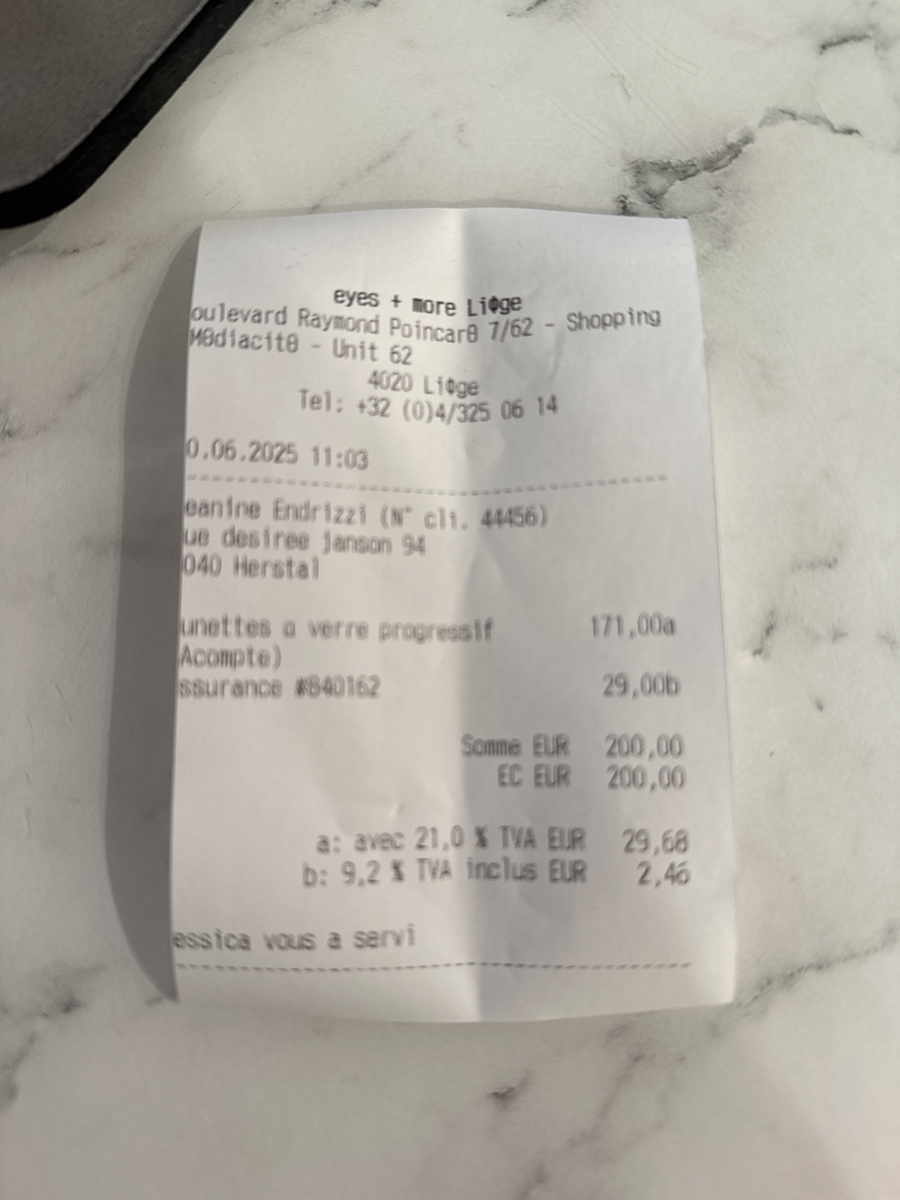 eyes + more Li¢ge
oulevard Raymond Poincar0 7/62 - Shopping
M0diacit0 - Unit 62
4020 Li¢ge
Tel: +32 (0)4/325 06 14
0.06.2025 11:03
eanine Endrizzi (N° cli. 44456)
ue desiree janson 94
040 Herstal
unettes a verre progressif 171,00a
Acompte)
ssurance #840162 29,00b
Somme EUR 200,00
EC EUR 200,00
a: avec 21,0 % TVA EUR 29,68
b: 9,2 % TVA inclus EUR 2,46
essica vous a servi